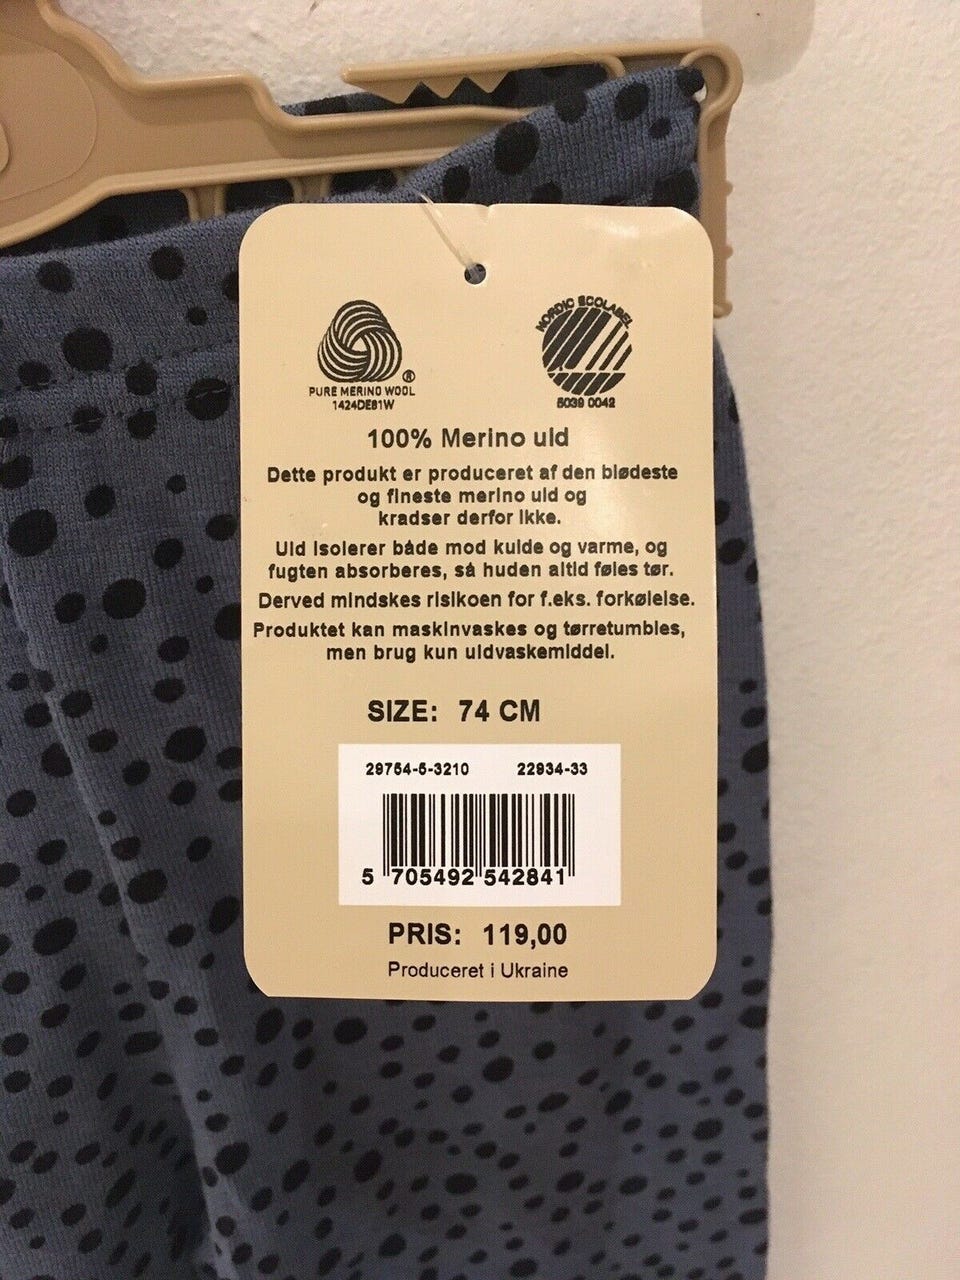 PURE MERINO WOOL ®
1424DE81W
NORDIC ECOLABEL
5039 0042
100% Merino uld
Dette produkt er produceret af den blødeste
og fineste merino uld og
kradser derfor ikke.
Uld isolerer både mod kulde og varme, og
fugten absorberes, så huden altid føles tør.
Derved mindskes risikoen for f.eks. forkølelse.
Produktet kan maskinvaskes og tørretumbles,
men brug kun uldvaskemiddel.
SIZE: 74 CM
29754-5-3210 22934-33
5 705492 542841
PRIS: 119,00
Produceret i Ukraine